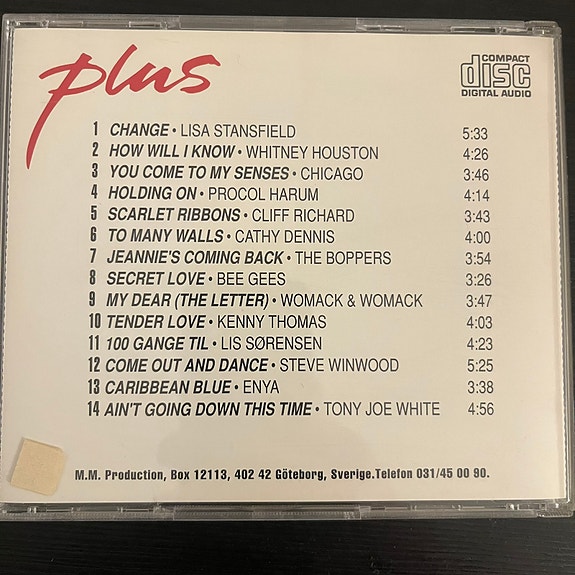 plus
COMPACT
disc
DIGITAL AUDIO
1 CHANGE • LISA STANSFIELD 5:33
2 HOW WILL I KNOW • WHITNEY HOUSTON 4:26
3 YOU COME TO MY SENSES • CHICAGO 3:46
4 HOLDING ON • PROCOL HARUM 4:14
5 SCARLET RIBBONS • CLIFF RICHARD 3:43
6 TO MANY WALLS • CATHY DENNIS 4:00
7 JEANNIE'S COMING BACK • THE BOPPERS 3:54
8 SECRET LOVE • BEE GEES 3:26
9 MY DEAR (THE LETTER) • WOMACK & WOMACK 3:47
10 TENDER LOVE • KENNY THOMAS 4:03
11 100 GANGE TIL • LIS SØRENSEN 4:23
12 COME OUT AND DANCE • STEVE WINWOOD 5:25
13 CARIBBEAN BLUE • ENYA 3:38
14 AIN'T GOING DOWN THIS TIME • TONY JOE WHITE 4:56
M.M. Production, Box 12113, 402 42 Göteborg, Sverige.Telefon 031/45 00 90.